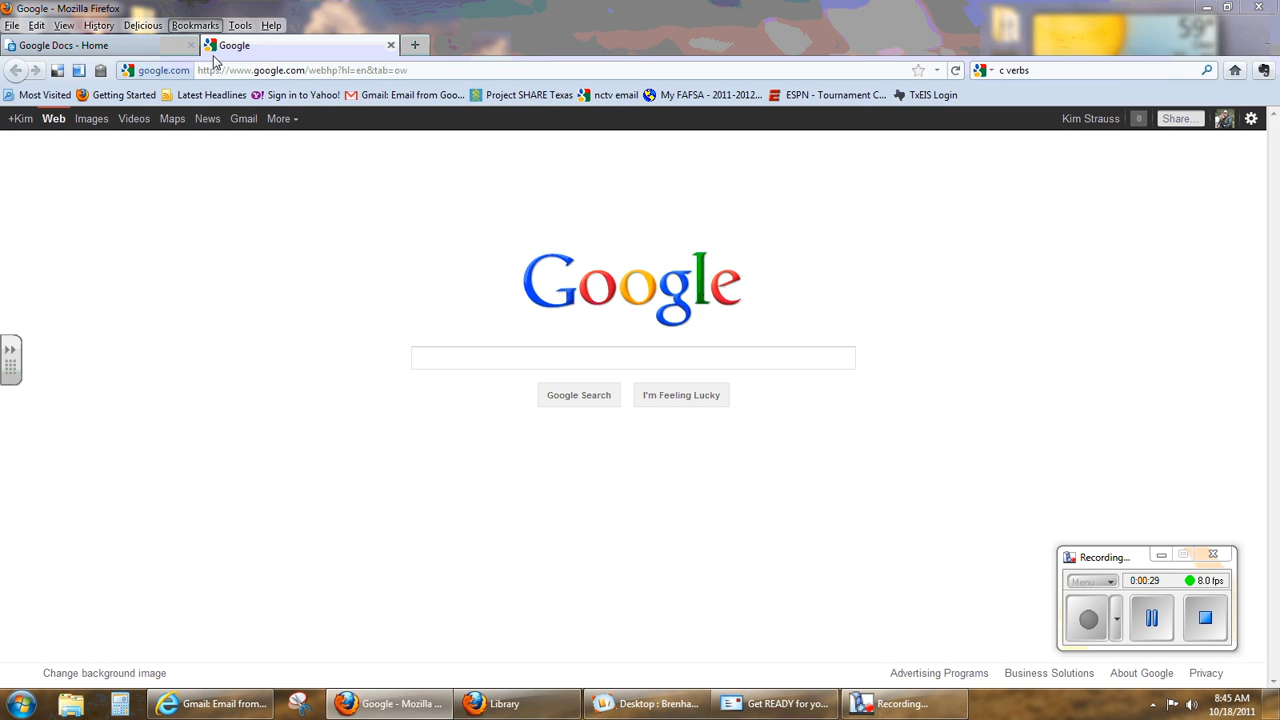 Google - Mozilla Firefox
File Edit View History Delicious Bookmarks Tools Help
Google Docs - Home Google
google.com https://www.google.com/webhp?hl=en&tab=ow c verbs
Most Visited Getting Started Latest Headlines Sign in to Yahoo! Gmail: Email from Goo... Project SHARE Texas nctv email My FAFSA - 2011-2012... ESPN - Tournament C... TxEIS Login
+Kim Web Images Videos Maps News Gmail More Kim Strauss 0 Share...
Google
Google Search I'm Feeling Lucky
Recording...
Menu 0:00:29 8.0 fps
Change background image Advertising Programs Business Solutions About Google Privacy
Gmail: Email from... Google - Mozilla ... Library Desktop : Brenha... Get READY for yo... Recording... 8:45 AM
10/18/2011